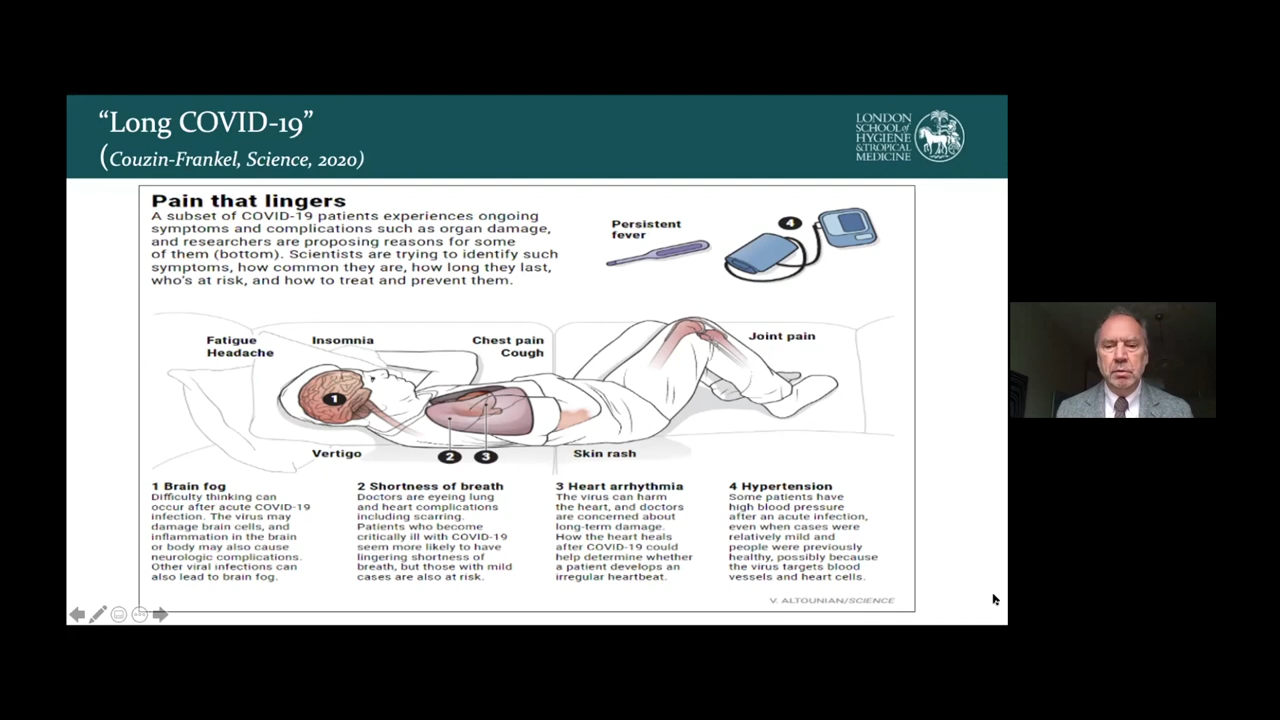 “Long COVID-19”
(Couzin-Frankel, Science, 2020)
LONDON
SCHOOL of
HYGIENE
& TROPICAL
MEDICINE
Pain that lingers
A subset of COVID-19 patients experiences ongoing
symptoms and complications such as organ damage,
and researchers are proposing reasons for some
of them (bottom). Scientists are trying to identify such
symptoms, how common they are, how long they last,
who's at risk, and how to treat and prevent them.
Persistent
fever
4
Fatigue
Headache
Insomnia
Chest pain
Cough
Joint pain
1
Vertigo
2
3
Skin rash
1 Brain fog
Difficulty thinking can
occur after acute COVID-19
infection. The virus may
damage brain cells, and
inflammation in the brain
or body may also cause
neurologic complications.
Other viral infections can
also lead to brain fog.
2 Shortness of breath
Doctors are eyeing lung
and heart complications
including scarring.
Patients who become
critically ill with COVID-19
seem more likely to have
lingering shortness of
breath, but those with mild
cases are also at risk.
3 Heart arrhythmia
The virus can harm
the heart, and doctors
are concerned about
long-term damage.
How the heart heals
after COVID-19 could
help determine whether
a patient develops an
irregular heartbeat.
4 Hypertension
Some patients have
high blood pressure
after an acute infection,
even when cases were
relatively mild and
people were previously
healthy, possibly because
the virus targets blood
vessels and heart cells.
V. ALTOUNIAN/SCIENCE